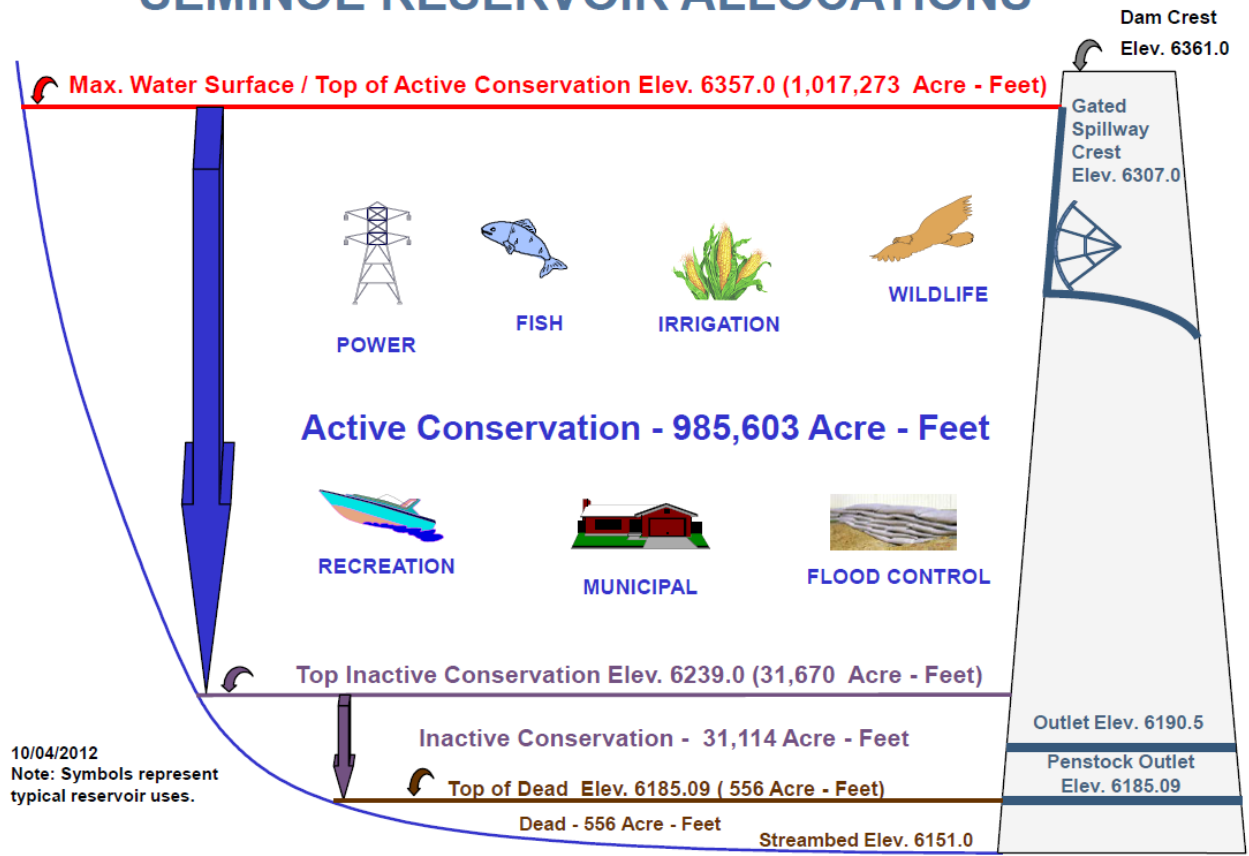 SEMINOE RESERVOIR ALLOCATIONS
Dam Crest
Elev. 6361.0
Max. Water Surface / Top of Active Conservation Elev. 6357.0 (1,017,273 Acre - Feet)
Gated
Spillway
Crest
Elev. 6307.0
POWER
FISH
IRRIGATION
WILDLIFE
Active Conservation - 985,603 Acre - Feet
RECREATION
MUNICIPAL
FLOOD CONTROL
Top Inactive Conservation Elev. 6239.0 (31,670 Acre - Feet)
Outlet Elev. 6190.5
Inactive Conservation - 31,114 Acre - Feet
10/04/2012
Note: Symbols represent
typical reservoir uses.
Penstock Outlet
Elev. 6185.09
Top of Dead Elev. 6185.09 ( 556 Acre - Feet)
Dead - 556 Acre - Feet
Streambed Elev. 6151.0